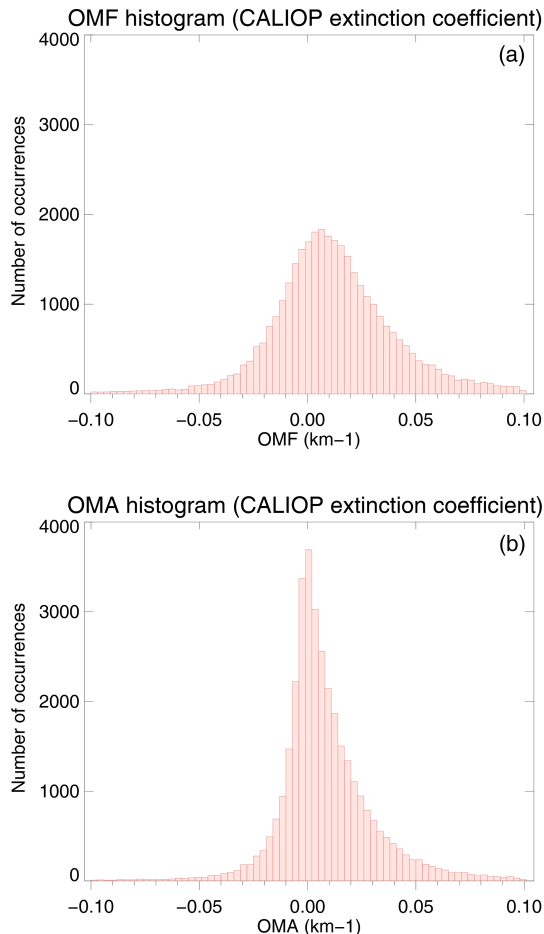 OMF histogram (CALIOP extinction coefficient)
(a)
4000
3000
2000
1000
0
Number of occurrences
−0.10 −0.05 0.00 0.05 0.10
OMF (km−1)
OMA histogram (CALIOP extinction coefficient)
(b)
4000
3000
2000
1000
0
Number of occurrences
−0.10 −0.05 0.00 0.05 0.10
OMA (km−1)